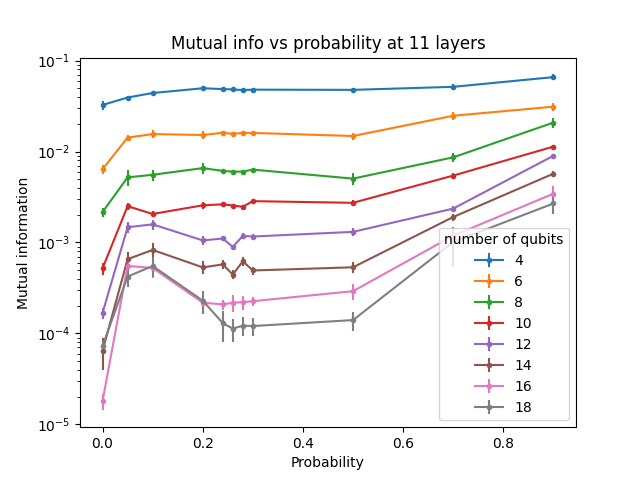 Mutual info vs probability at 11 layers
10⁻¹
10⁻²
10⁻³
10⁻⁴
10⁻⁵
Mutual information
0.0 0.2 0.4 0.6 0.8
Probability
number of qubits
4
6
8
10
12
14
16
18